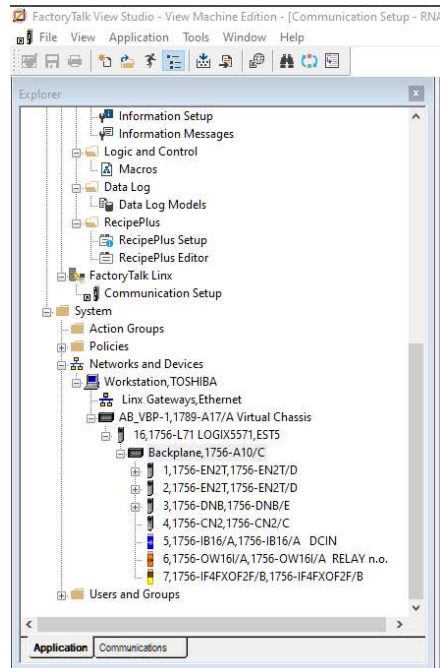 FactoryTalk View Studio - View Machine Edition - [Communication Setup - RNA
File View Application Tools Window Help
Explorer
Information Setup
Information Messages
Logic and Control
Macros
Data Log
Data Log Models
RecipePlus
RecipePlus Setup
RecipePlus Editor
FactoryTalk Linx
Communication Setup
System
Action Groups
Policies
Networks and Devices
Workstation,TOSHIBA
Linx Gateways,Ethernet
AB_VBP-1,1789-A17/A Virtual Chassis
16,1756-L71 LOGIX5571,EST5
Backplane,1756-A10/C
1,1756-EN2T,1756-EN2T/D
2,1756-EN2T,1756-EN2T/D
3,1756-DNB,1756-DNB/E
4,1756-CN2,1756-CN2/C
5,1756-IB16/A,1756-IB16/A DCIN
6,1756-OW16I/A,1756-OW16I/A RELAY n.o.
7,1756-IF4FXOF2F/B,1756-IF4FXOF2F/B
Users and Groups
Application Communications